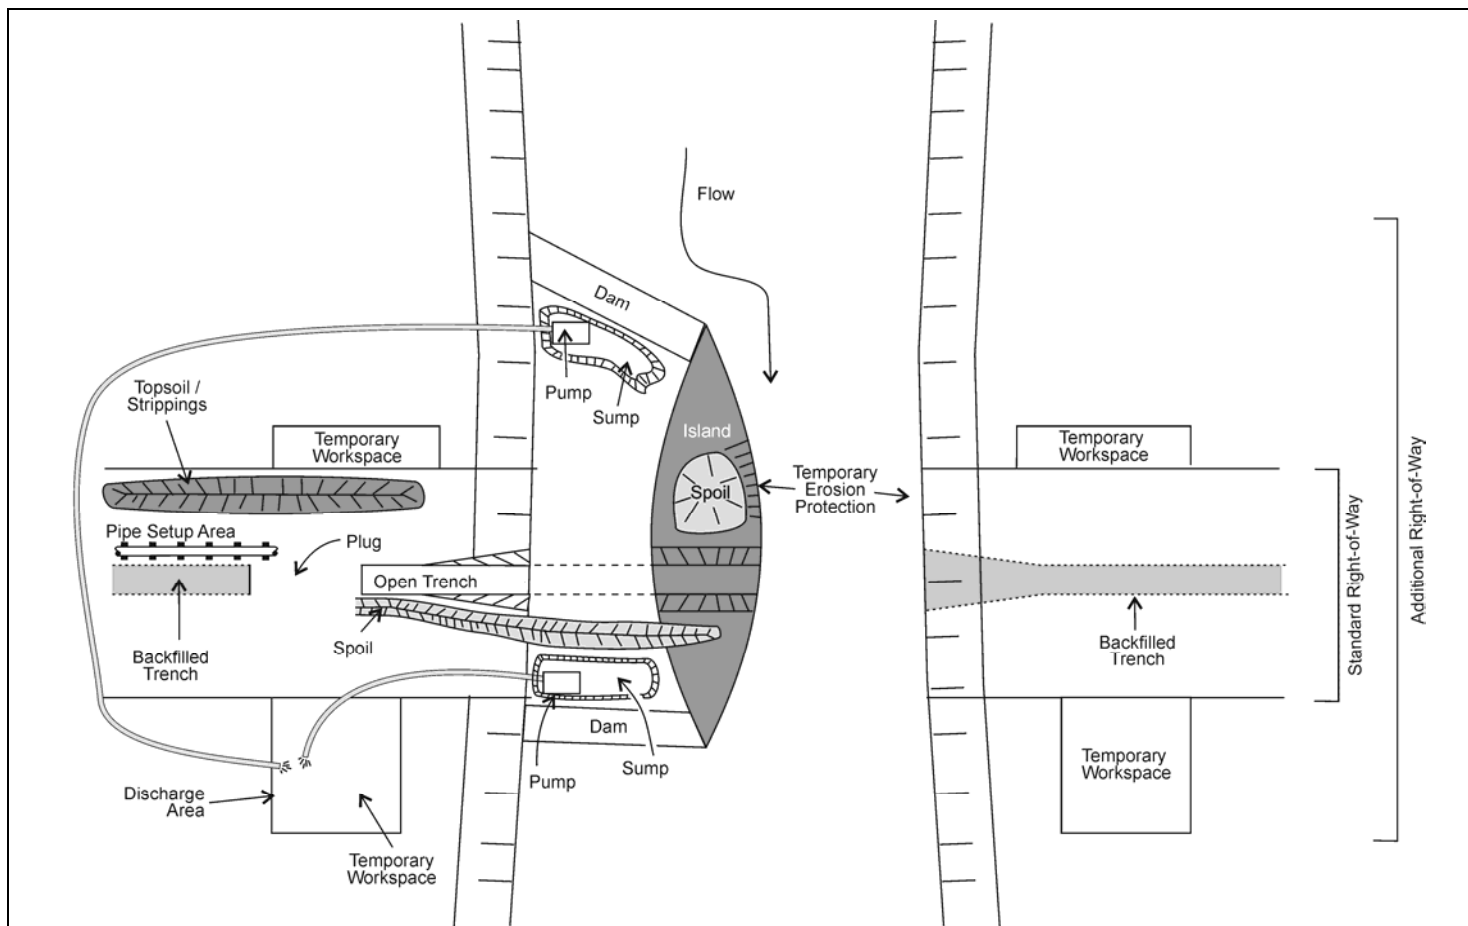 Flow
Dam
Topsoil /
Strippings
Pump
Sump
Temporary
Workspace
Island
Temporary
Workspace
Spoil
Temporary
Erosion
Protection
Pipe Setup Area
Plug
Open Trench
Backfilled
Trench
Spoil
Backfilled
Trench
Standard Right-of-Way
Additional Right-of-Way
Dam
Pump
Sump
Temporary
Workspace
Discharge
Area
Temporary
Workspace